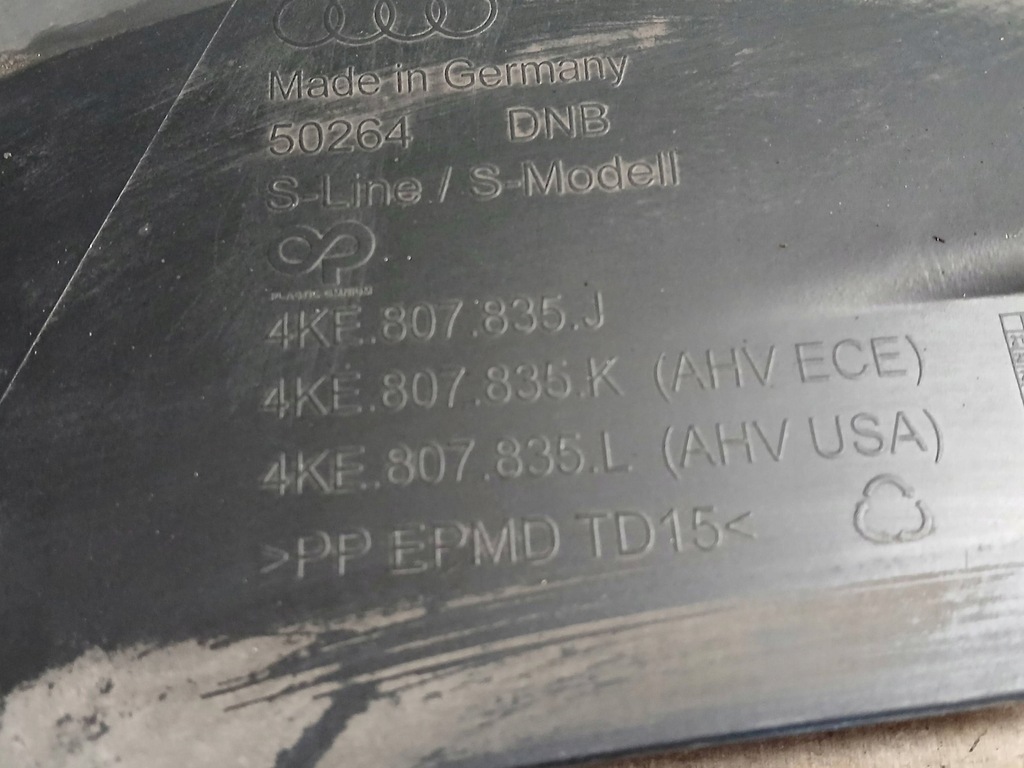 Made in Germany
50264 DNB
S-Line / S-Modell
4KE.807.835.J
4KE.807.835.K (AHV ECE)
4KE.807.835.L (AHV USA)
>PP EPMD TD15<